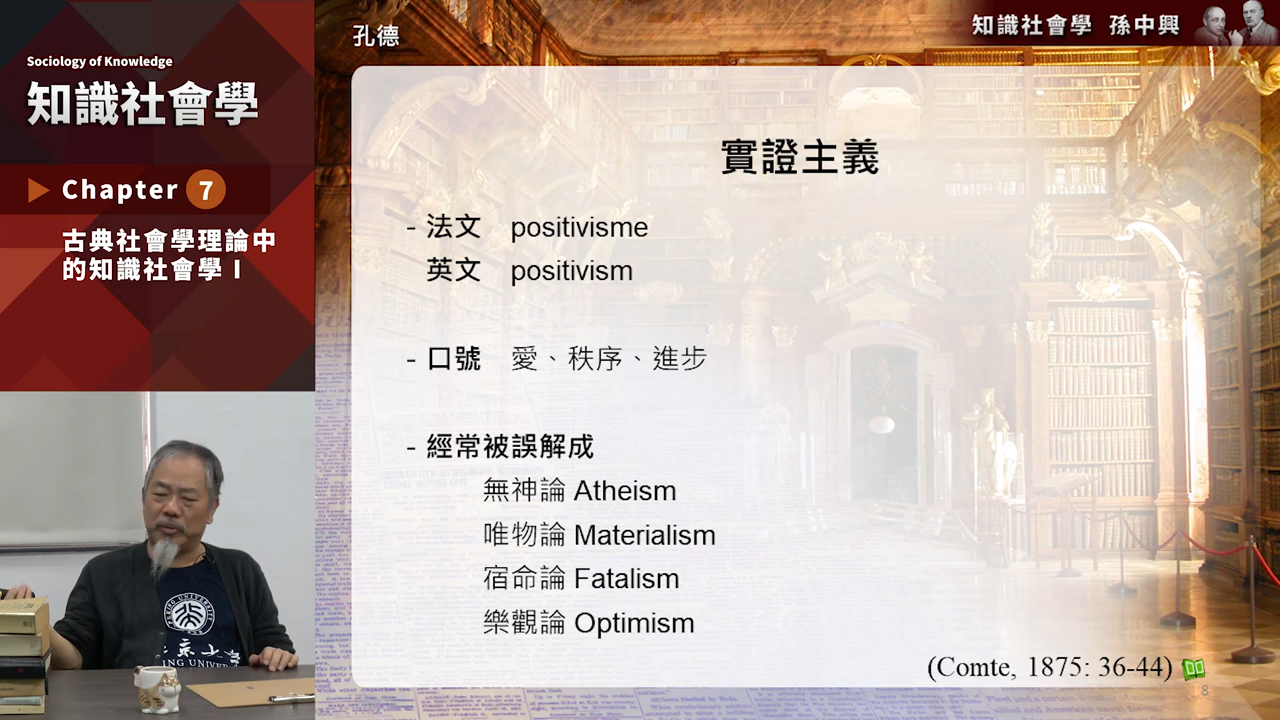 Sociology of Knowledge
知識社會學
Chapter 7
古典社會學理論中
的知識社會學 I
孔德
知識社會學 孫中興
實證主義
- 法文 positivisme
英文 positivism
- 口號 愛、秩序、進步
- 經常被誤解成
無神論 Atheism
唯物論 Materialism
宿命論 Fatalism
樂觀論 Optimism
(Comte, 1875: 36-44)
8